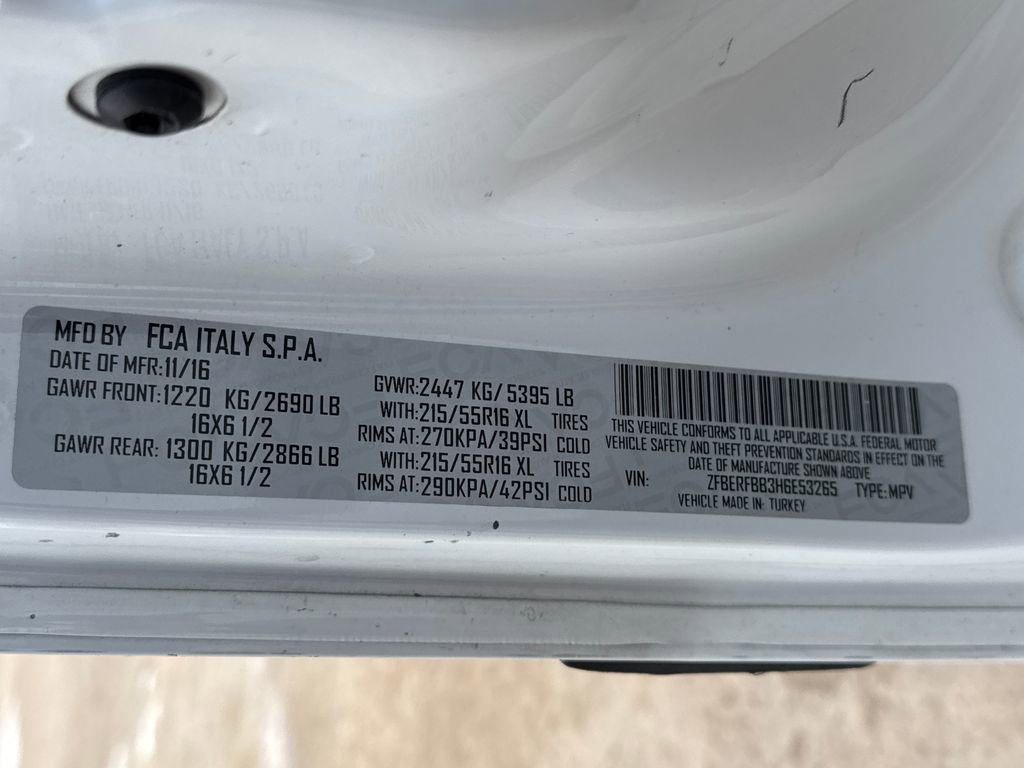 MFD BY FCA ITALY S.P.A.
DATE OF MFR:11/16
GAWR FRONT:1220 KG/2690 LB
16X6 1/2
GAWR REAR: 1300 KG/2866 LB
16X6 1/2
GVWR:2447 KG/5395 LB
WITH:215/55R16 XL TIRES
RIMS AT:270KPA/39PSI COLD
WITH:215/55R16 XL TIRES
RIMS AT:290KPA/42PSI COLD
THIS VEHICLE CONFORMS TO ALL APPLICABLE U.S.A. FEDERAL MOTOR
VEHICLE SAFETY AND THEFT PREVENTION STANDARDS IN EFFECT ON THE
DATE OF MANUFACTURE SHOWN ABOVE
VIN: ZFBERFBB3H6E53265 TYPE: MPV
VEHICLE MADE IN: TURKEY